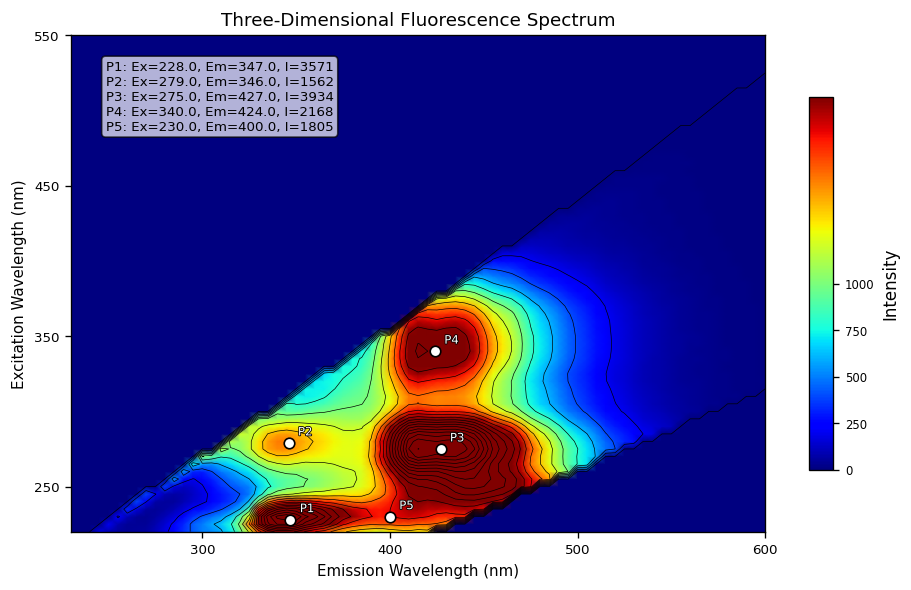 Three-Dimensional Fluorescence Spectrum
P1: Ex=228.0, Em=347.0, I=3571
P2: Ex=279.0, Em=346.0, I=1562
P3: Ex=275.0, Em=427.0, I=3934
P4: Ex=340.0, Em=424.0, I=2168
P5: Ex=230.0, Em=400.0, I=1805
550
450
350
250
Excitation Wavelength (nm)
P4
P2
P3
P1
P5
300
400
500
600
Emission Wavelength (nm)
1000
750
500
250
0
Intensity